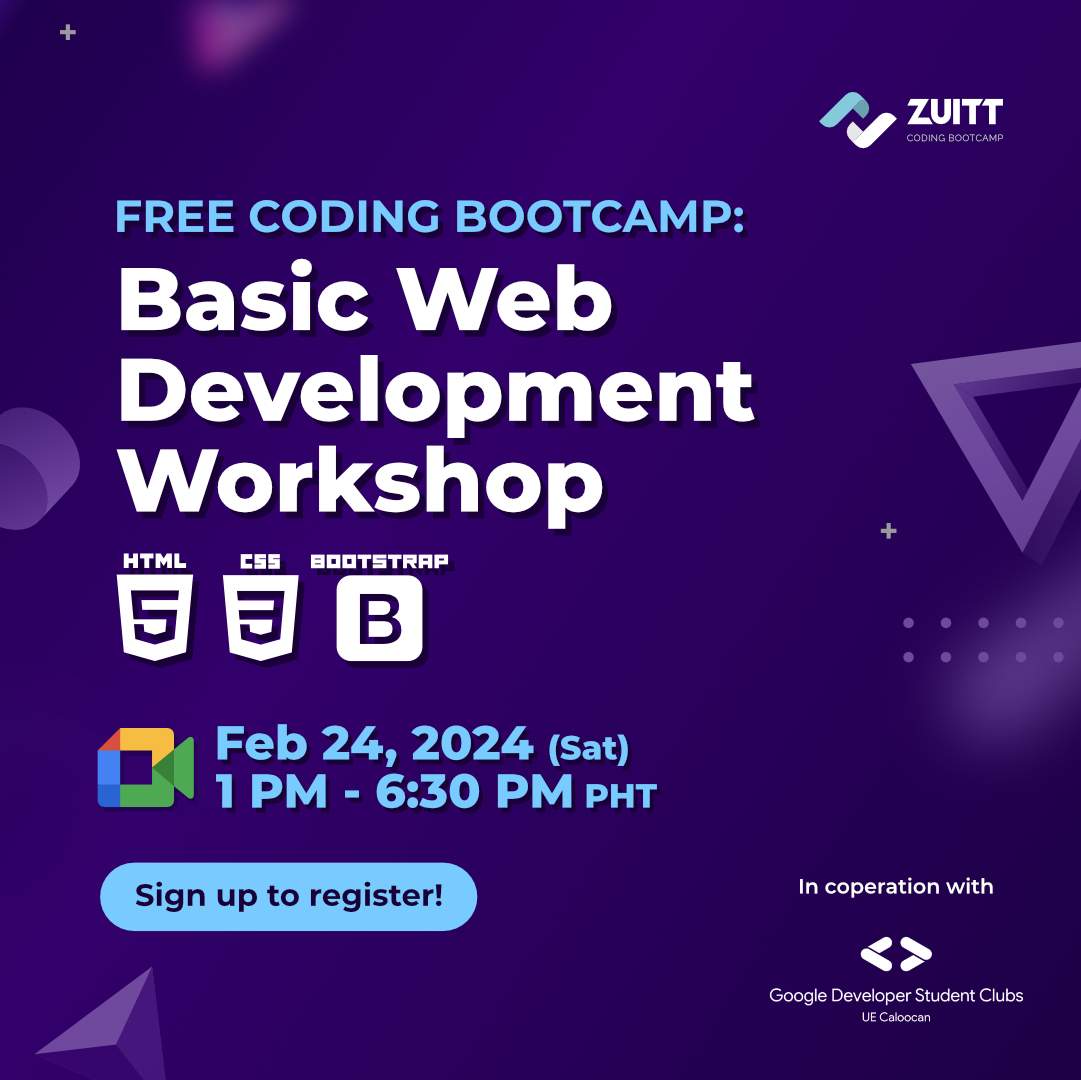 ZUITT
CODING BOOTCAMP
FREE CODING BOOTCAMP:
Basic Web
Development
Workshop
HTML CSS BOOTSTRAP
5 3 B
Feb 24, 2024 (Sat)
1 PM - 6:30 PM PHT
Sign up to register!
In coperation with
Google Developer Student Clubs
UE Caloocan